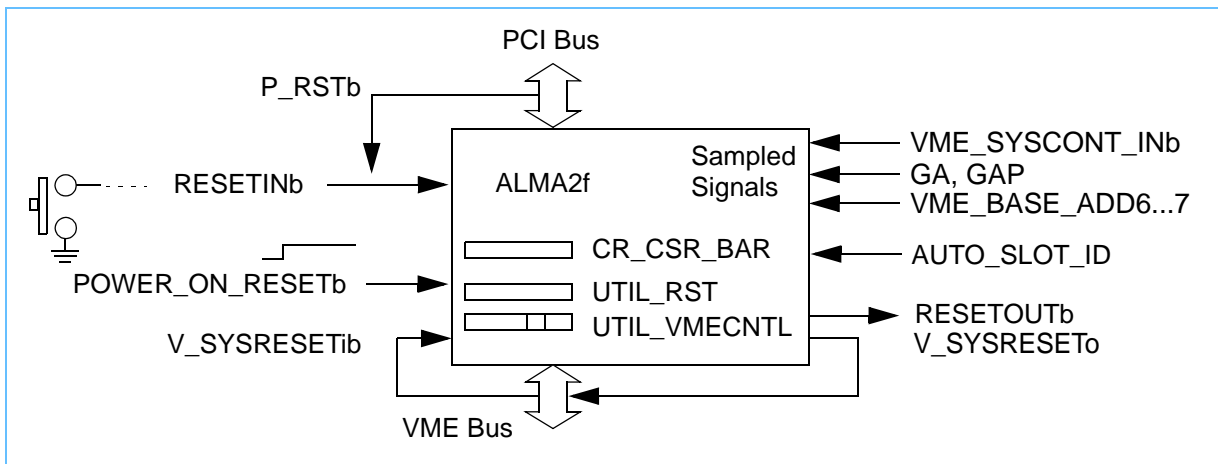 PCI Bus
P_RSTb
VME_SYSCONT_INb
Sampled
Signals
GA, GAP
RESETINb
ALMA2f
VME_BASE_ADD6...7
CR_CSR_BAR
AUTO_SLOT_ID
POWER_ON_RESETb
UTIL_RST
RESETOUTb
UTIL_VMECNTL
V_SYSRESETib
V_SYSRESETo
VME Bus